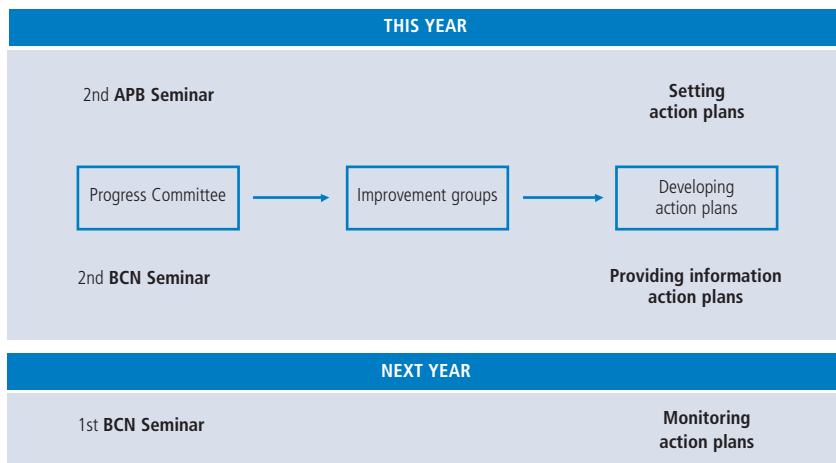 THIS YEAR
2nd APB Seminar
Setting
action plans
Progress Committee
Improvement groups
Developing
action plans
2nd BCN Seminar
Providing information
action plans
NEXT YEAR
1st BCN Seminar
Monitoring
action plans